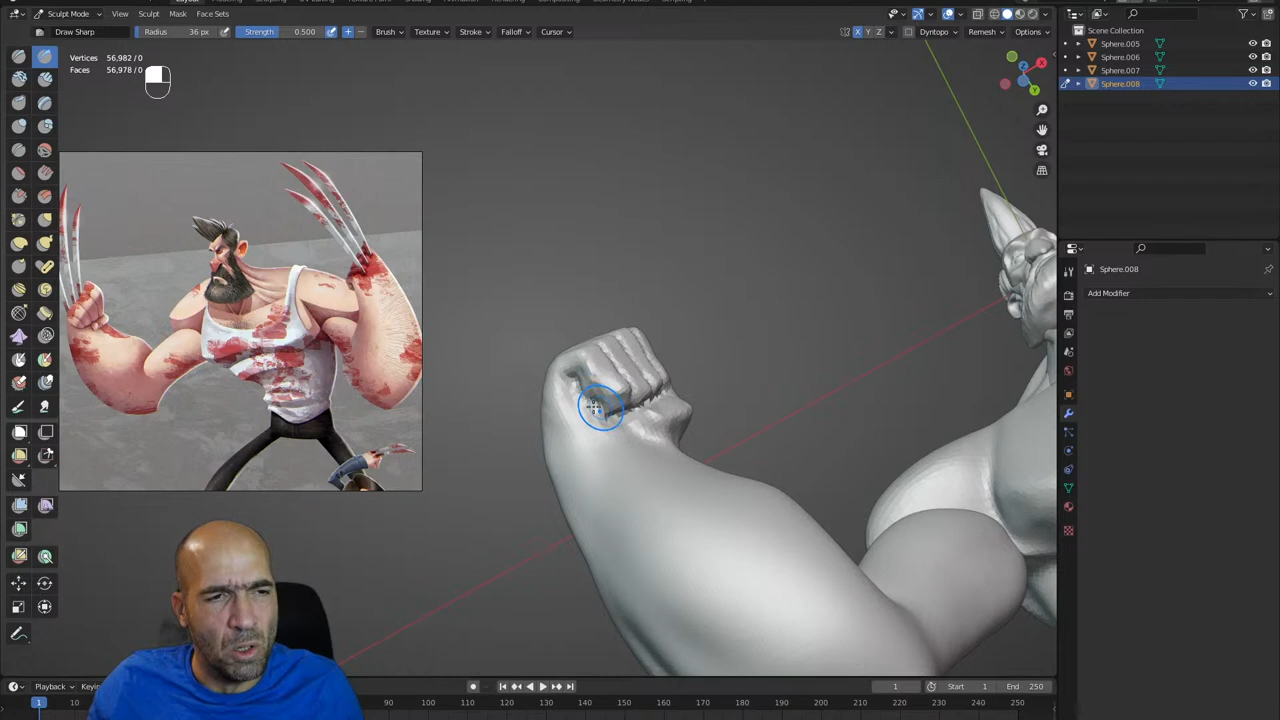 Sculpt Mode View Sculpt Mask Face Sets
Draw Sharp Radius 36 px Strength 0.500 Brush Texture Stroke Falloff Cursor X Y Z Dyntopo Remesh Options
Vertices 56,982 / 0
Faces 56,978 / 0
X
Z
Y
Scene Collection
Sphere.005
Sphere.006
Sphere.007
Sphere.008
Sphere.008
Add Modifier
Playback Keying
1 Start 1 End 250
1 10 80 90 100 110 120 130 140 150 160 170 180 190 200 210 220 230 240 250